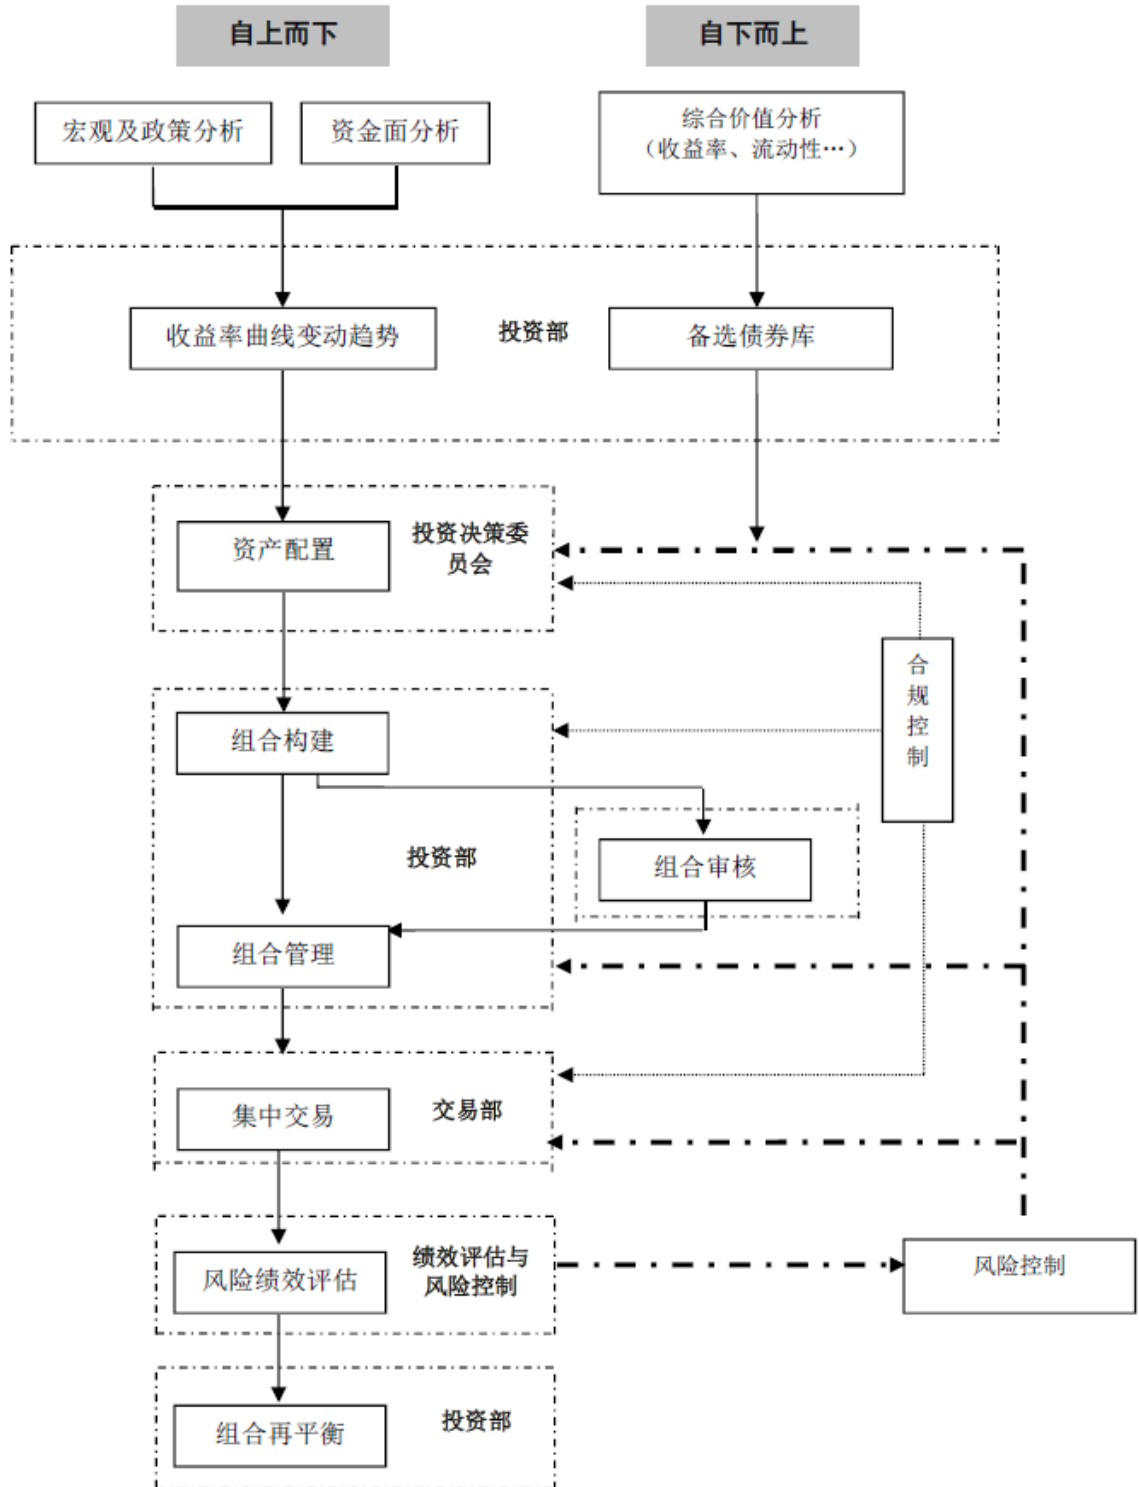 自上而下
自下而上
宏观及政策分析
资金面分析
综合价值分析
（收益率、流动性…）
收益率曲线变动趋势
投资部
备选债券库
资产配置
投资决策委
员会
合
规
控
制
组合构建
投资部
组合审核
组合管理
集中交易
交易部
风险绩效评估
绩效评估与
风险控制
风险控制
组合再平衡
投资部